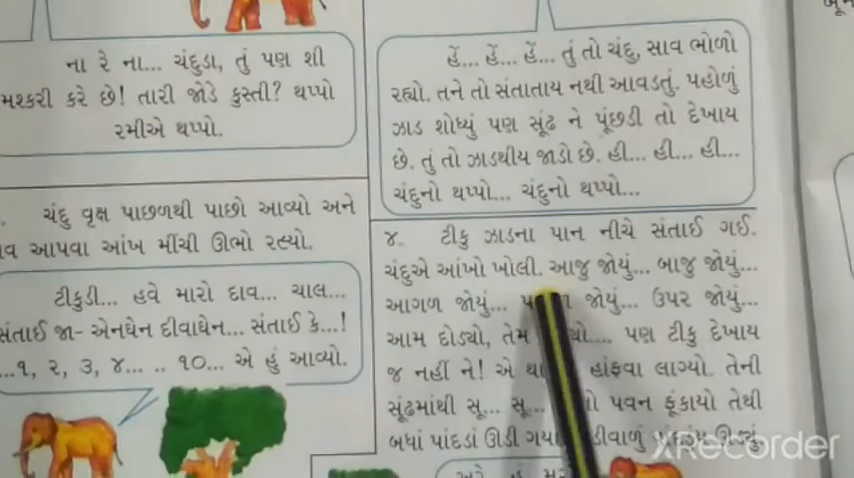 ના રે ના... ચંદુડા, તું પણ શી
મશ્કરી કરે છે! તારી જોડે કુસ્તી? થપ્પો
રમીએ થપ્પો.
હેં... હેં... હેં... તું તો ચંદુ, સાવ ભોળો
રહ્યો. તને તો સંતાતાય નથી આવડતું. પહોળું
ઝાડ શોધ્યું પણ સૂંઢ ને પૂંછડી તો દેખાય
છે. તું તો ઝાડથીય જાડો છે. હી... હી... હી...
ચંદુનો થપ્પો... ચંદુનો થપ્પો...
ચંદુ વૃક્ષ પાછળથી પાછો આવ્યો અને
આપવા આંખ મીંચી ઊભો રહ્યો.
ટીકુડી... હવે મારો દાવ... ચાલ...
સંતાઈ જા- એનઘેન દીવાઘેન... સંતાઈ કે...!
...૧, ૨, ૩, ૪... .. ૧૦... એ હું આવ્યો.
૪. ટીકુ ઝાડના પાન નીચે સંતાઈ ગઈ.
ચંદુએ આંખો ખોલી. આજુ જોયું... બાજુ જોયું...
આગળ જોયું... જોયું... ઉપર જોયું...
આમ દોડ્યો, તેમ પણ ટીકુ દેખાય
જ નહીં ને! એ હાંફવા લાગ્યો. તેની
સૂંઢમાંથી સૂ... સૂ... પવન ફૂંકાયો તેથી
બધાં પાંદડાં ઊડી
XRecorder